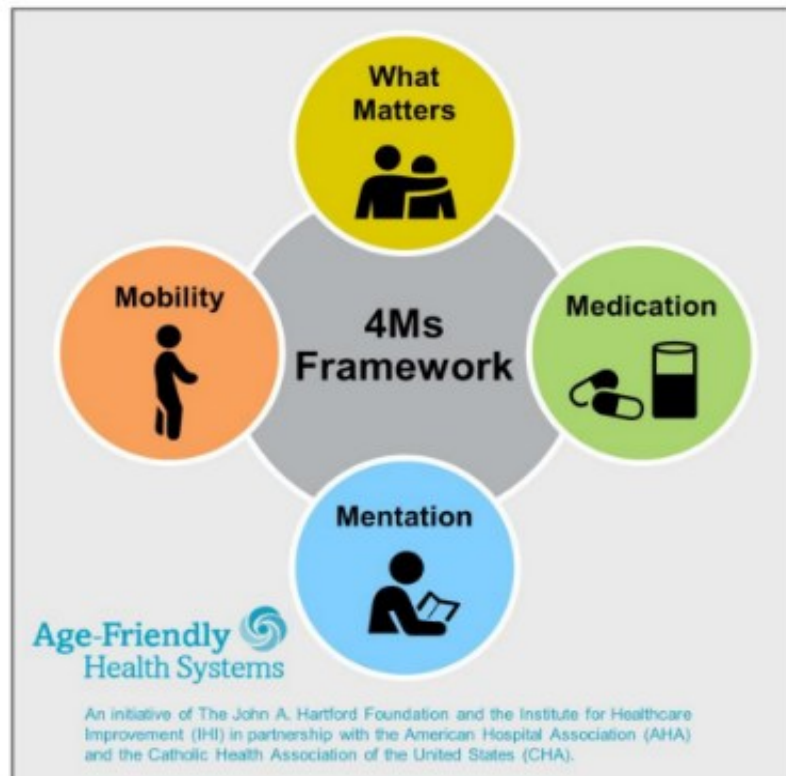 What
Matters
Mobility
4Ms
Framework
Medication
Mentation
Age-Friendly
Health Systems
An initiative of The John A. Hartford Foundation and the Institute for Healthcare
Improvement (IHI) in partnership with the American Hospital Association (AHA)
and the Catholic Health Association of the United States (CHA).